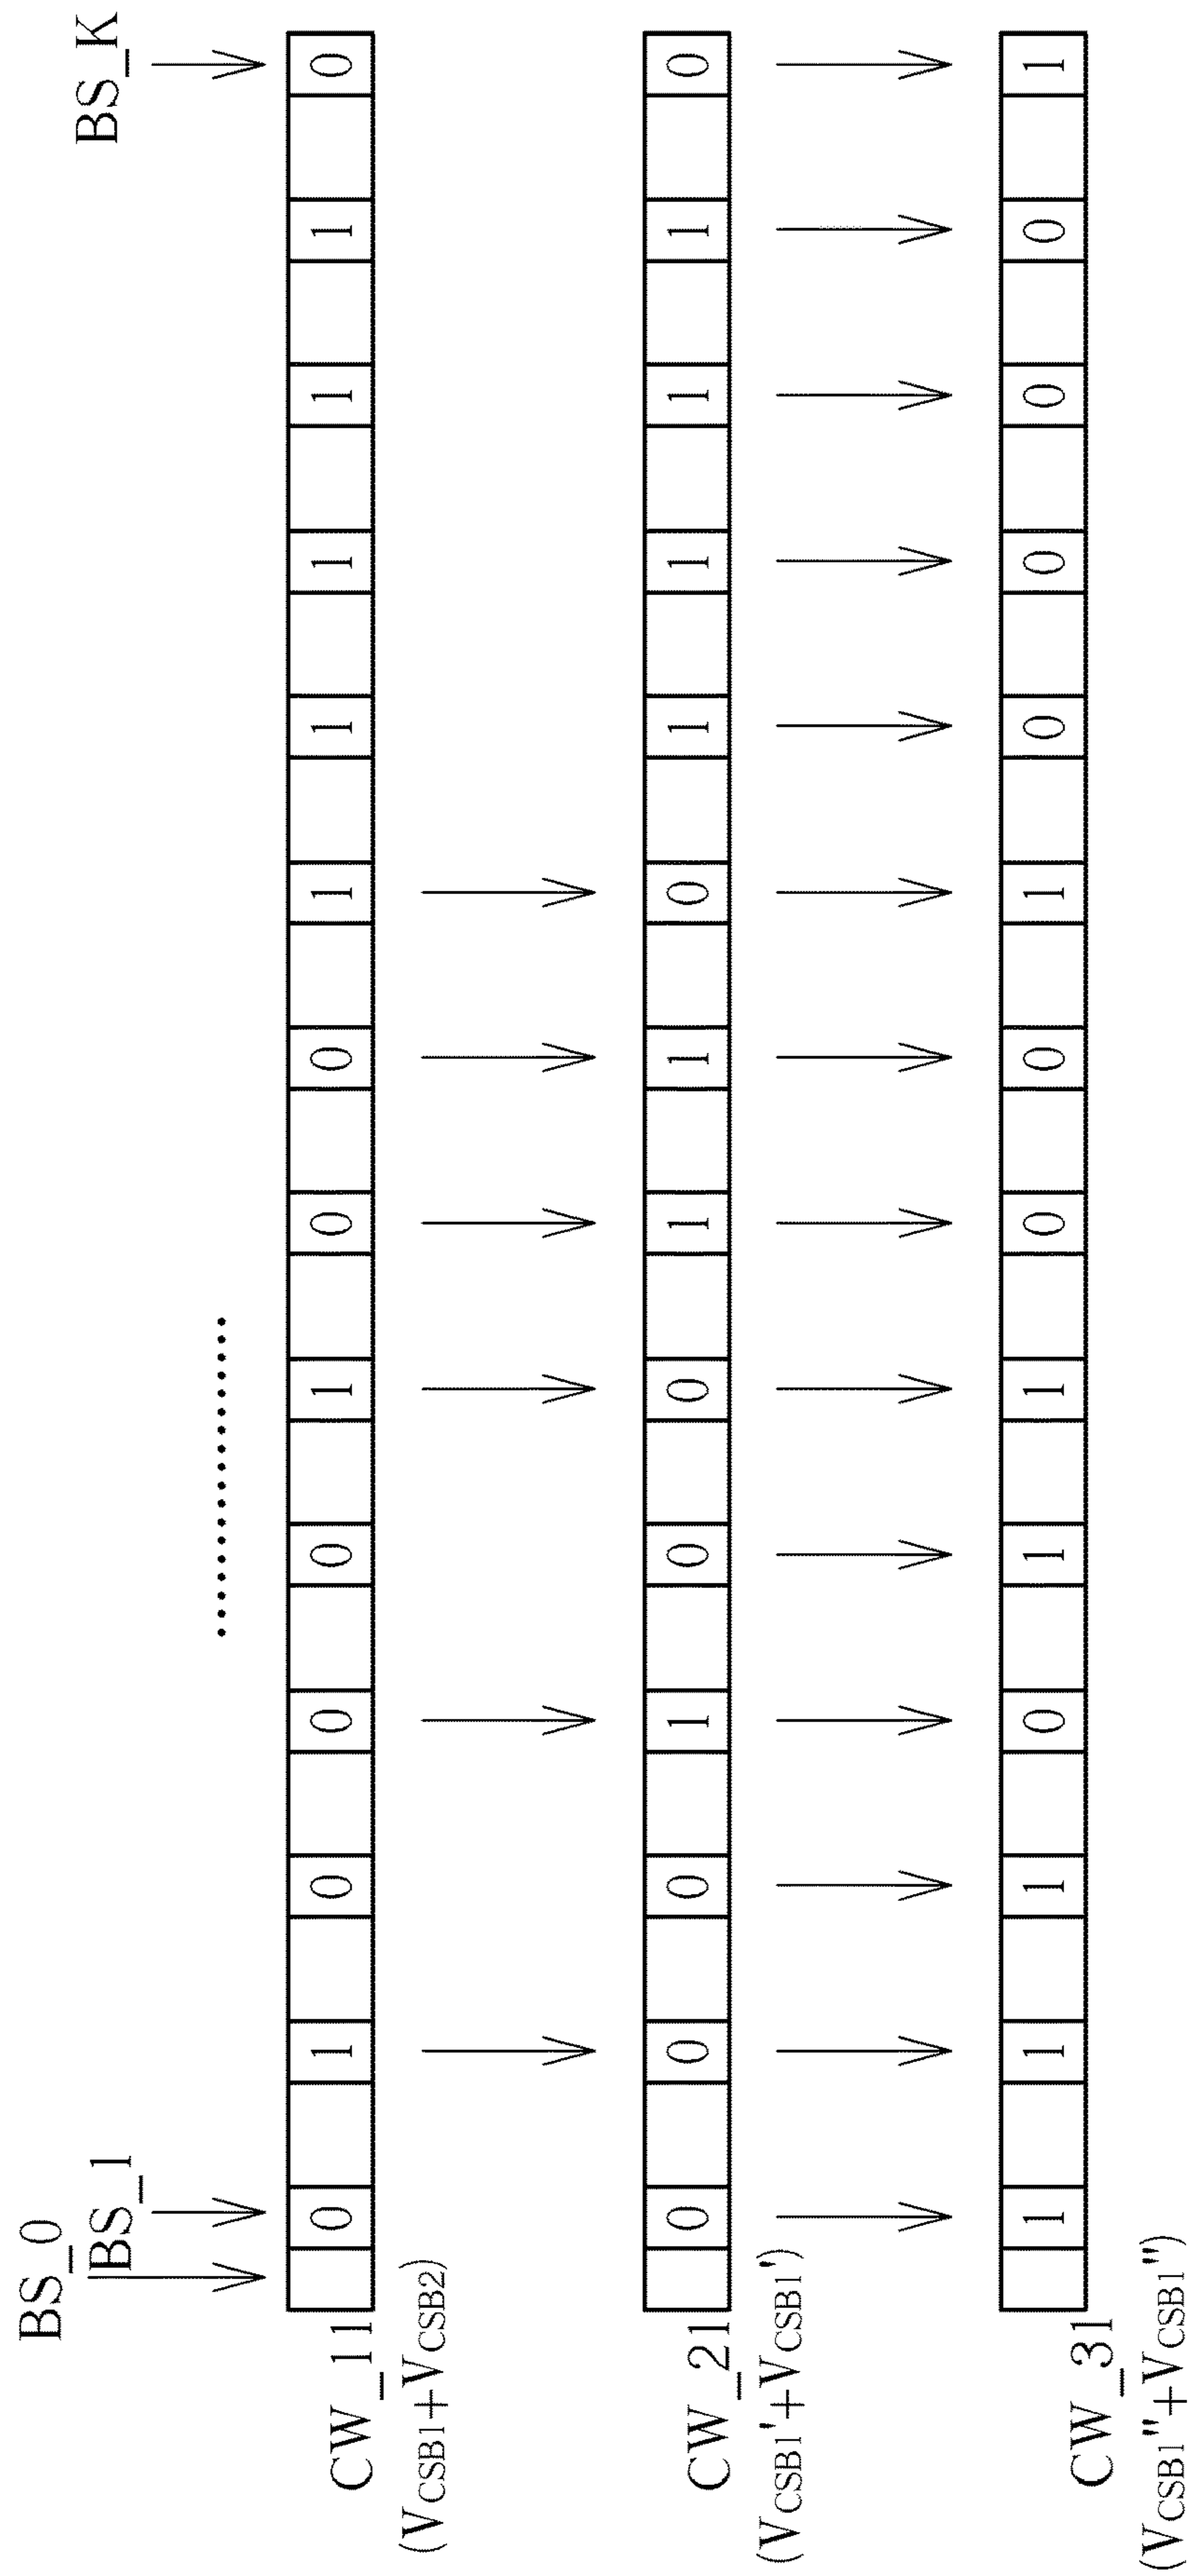 BS_0
BS_1
BS_K
CW_11 0 1 0 0 0 1 0 0 1 1 1 1 1 0
(VCSB1+VCSB2)
CW_21 0 0 0 1 0 0 1 1 0 1 1 1 1 0
(VCSB1'+VCSB1')
CW_31 1 1 1 0 1 1 0 0 1 0 0 0 0 1
(VCSB1"+VCSB1")